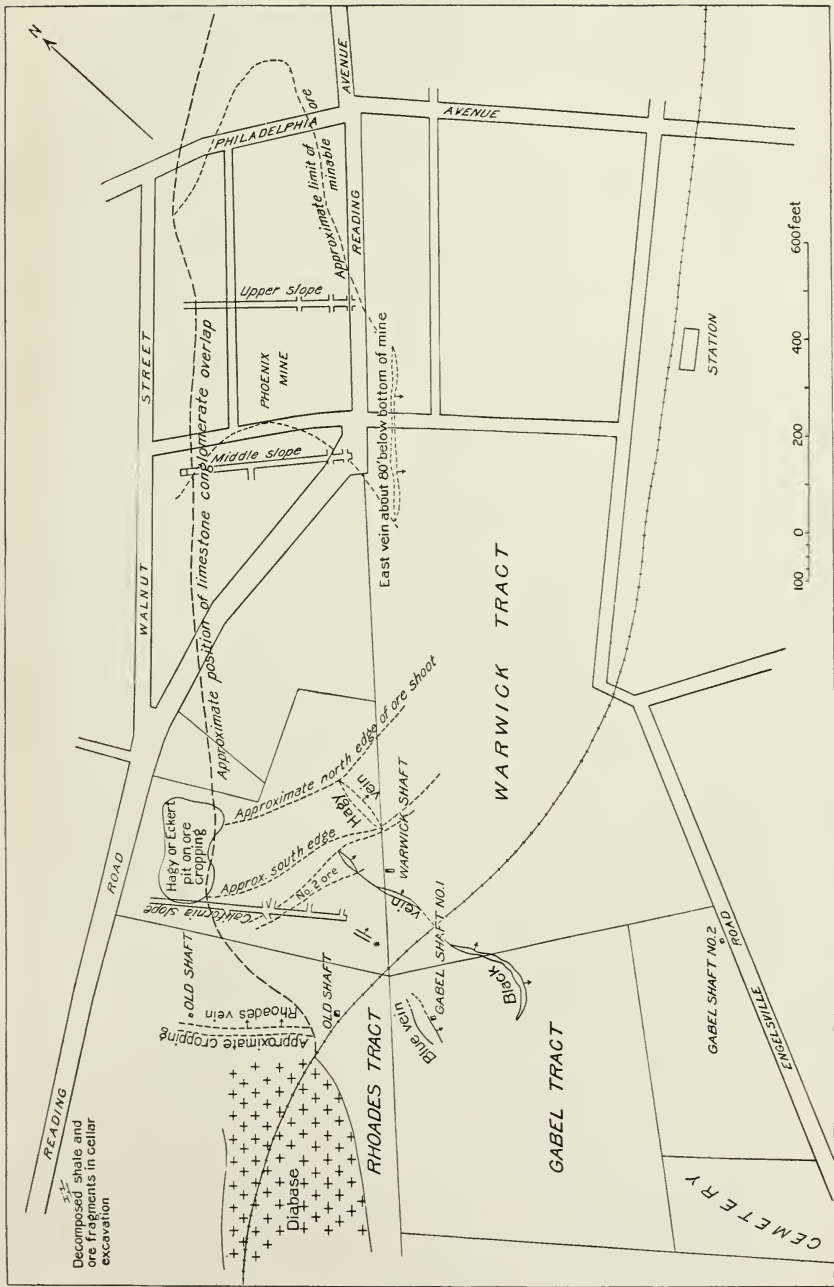 N
Decomposed shale and
ore fragments in cellar
excavation
READING
ROAD
WALNUT
STREET
PHILADELPHIA
AVENUE
READING
AVENUE
Approximate limit of
minable
ore
Upper slope
PHOENIX
MINE
Middle slope
Approximate position of limestone conglomerate overlap
East vein about 80' below bottom of mine
Hagy or Eckert
pit on ore
cropping
Approximate north edge of ore shoot
Approx. south edge
Hagy
vein
No 2 ore
California slope
OLD SHAFT
Rhoades vein
Approximate cropping
OLD SHAFT
Diabase
WARWICK SHAFT
vein
Black
GABEL SHAFT NO.1
Blue vein
WARWICK TRACT
RHOADES TRACT
GABEL TRACT
GABEL SHAFT NO.2
ENGELSVILLE
ROAD
CEMETERY
STATION
100 0 200 400 600 feet